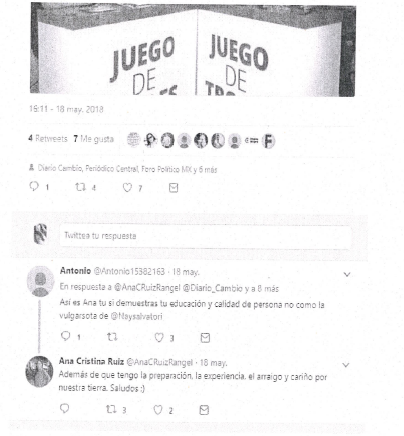 JUEGO DE
JUEGO DE
15:11 - 18 may. 2018
4 Retweets 7 Me gusta
Diario Cambio, Periódico Central, Foro Político MX y 6 más
1 4 7
Twittea tu respuesta
Antonio @Antonio15382163 · 18 may.
En respuesta a @AnaCRuizRangel @Diario_Cambio y a 8 más
Así es Ana tu si demuestras tu educación y calidad de persona no como la
vulgarsota de @Naysalvatori
1 3
Ana Cristina Ruiz @AnaCRuizRangel · 18 may.
Además de que tengo la preparación, la experiencia, el arraigo y cariño por
nuestra tierra. Saludos :)
3 2